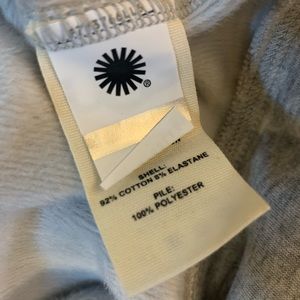 ®
SHELL:
92% COTTON 8% ELASTANE
PILE:
100% POLYESTER